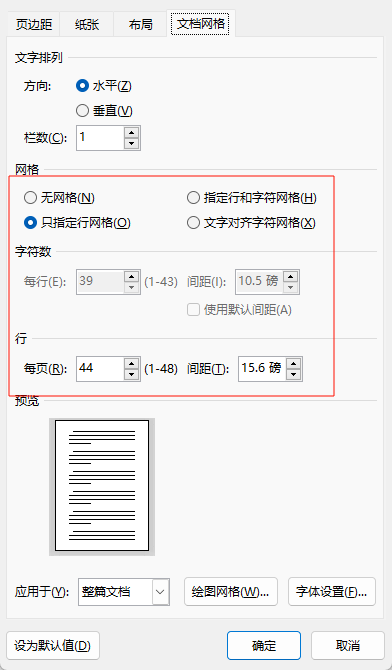 页边距 纸张 布局 文档网格
文字排列
方向: 水平(Z)
垂直(V)
栏数(C): 1
网格
无网格(N) 指定行和字符网格(H)
只指定行网格(O) 文字对齐字符网格(X)
字符数
每行(E): 39 (1-43) 间距(I): 10.5 磅
使用默认间距(A)
行
每页(R): 44 (1-48) 间距(T): 15.6 磅
预览
应用于(Y): 整篇文档 绘图网格(W)... 字体设置(F)...
设为默认值(D) 确定 取消